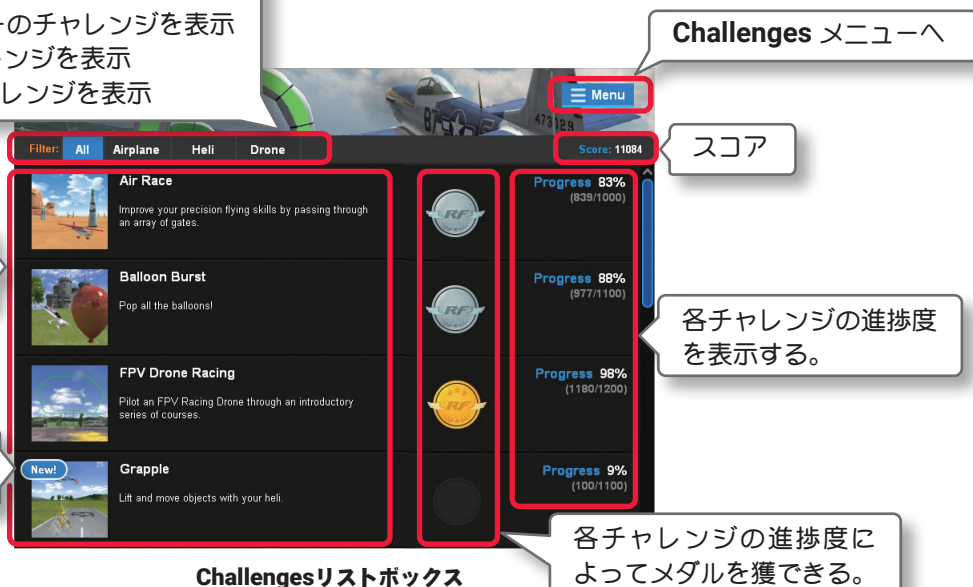 ーのチャレンジを表示
ンジを表示
レンジを表示
Challenges メニューへ
Menu
473029
Filter: All Airplane Heli Drone
Score: 11084
スコア
Air Race
Improve your precision flying skills by passing through
an array of gates.
RF
Progress 83%
(839/1000)
Balloon Burst
Pop all the balloons!
RF
Progress 88%
(977/1100)
各チャレンジの進捗度
を表示する。
FPV Drone Racing
Pilot an FPV Racing Drone through an introductory
series of courses.
RF
Progress 98%
(1180/1200)
New!
Grapple
Lift and move objects with your heli.
Progress 9%
(100/1100)
各チャレンジの進捗度に
よってメダルを獲できる。
Challengesリストボックス